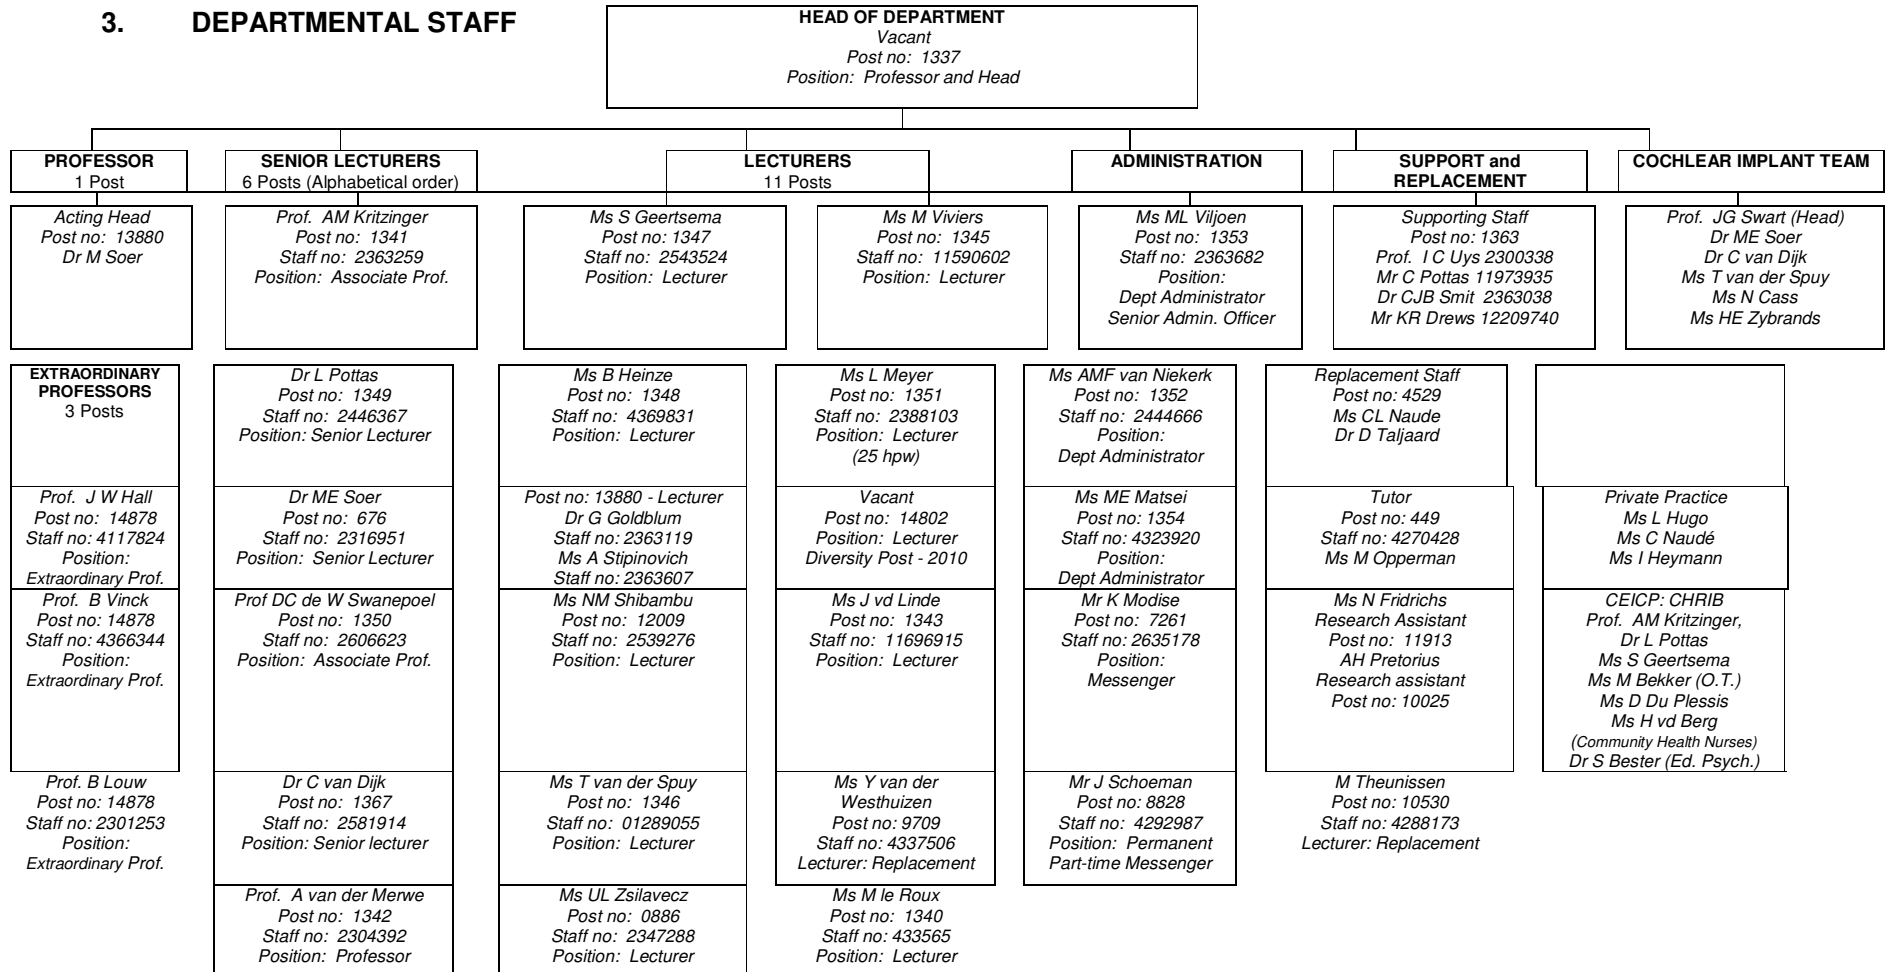 3. DEPARTMENTAL STAFF
HEAD OF DEPARTMENT
Vacant
Post no: 1337
Position: Professor and Head
PROFESSOR
1 Post
SENIOR LECTURERS
6 Posts (Alphabetical order)
LECTURERS
11 Posts
ADMINISTRATION
SUPPORT and
REPLACEMENT
COCHLEAR IMPLANT TEAM
Acting Head
Post no: 13880
Dr M Soer
Prof. AM Kritzinger
Post no: 1341
Staff no: 2363259
Position: Associate Prof.
Ms S Geertsema
Post no: 1347
Staff no: 2543524
Position: Lecturer
Ms M Viviers
Post no: 1345
Staff no: 11590602
Position: Lecturer
Ms ML Viljoen
Post no: 1353
Staff no: 2363682
Position:
Dept Administrator
Senior Admin. Officer
Supporting Staff
Post no: 1363
Prof. I C Uys 2300338
Mr C Pottas 11973935
Dr CJB Smit 2363038
Mr KR Drews 12209740
Prof. JG Swart (Head)
Dr ME Soer
Dr C van Dijk
Ms T van der Spuy
Ms N Cass
Ms HE Zybrands
EXTRAORDINARY
PROFESSORS
3 Posts
Dr L Pottas
Post no: 1349
Staff no: 2446367
Position: Senior Lecturer
Ms B Heinze
Post no: 1348
Staff no: 4369831
Position: Lecturer
Ms L Meyer
Post no: 1351
Staff no: 2388103
Position: Lecturer
(25 hpw)
Ms AMF van Niekerk
Post no: 1352
Staff no: 2444666
Position:
Dept Administrator
Replacement Staff
Post no: 4529
Ms CL Naude
Dr D Taljaard
Prof. J W Hall
Post no: 14878
Staff no: 4117824
Position:
Extraordinary Prof.
Dr ME Soer
Post no: 676
Staff no: 2316951
Position: Senior Lecturer
Post no: 13880 - Lecturer
Dr G Goldblum
Staff no: 2363119
Ms A Stipinovich
Staff no: 2363607
Vacant
Post no: 14802
Position: Lecturer
Diversity Post - 2010
Ms ME Matsei
Post no: 1354
Staff no: 4323920
Position:
Dept Administrator
Tutor
Post no: 449
Staff no: 4270428
Ms M Opperman
Private Practice
Ms L Hugo
Ms C Naudé
Ms I Heymann
Prof. B Vinck
Post no: 14878
Staff no: 4366344
Position:
Extraordinary Prof.
Prof DC de W Swanepoel
Post no: 1350
Staff no: 2606623
Position: Associate Prof.
Ms NM Shibambu
Post no: 12009
Staff no: 2539276
Position: Lecturer
Ms J vd Linde
Post no: 1343
Staff no: 11696915
Position: Lecturer
Mr K Modise
Post no: 7261
Staff no: 2635178
Position:
Messenger
Ms N Fridrichs
Research Assistant
Post no: 11913
AH Pretorius
Research assistant
Post no: 10025
CEICP: CHRIB
Prof. AM Kritzinger,
Dr L Pottas
Ms S Geertsema
Ms M Bekker (O.T.)
Ms D Du Plessis
Ms H vd Berg
(Community Health Nurses)
Dr S Bester (Ed. Psych.)
Prof. B Louw
Post no: 14878
Staff no: 2301253
Position:
Extraordinary Prof.
Dr C van Dijk
Post no: 1367
Staff no: 2581914
Position: Senior lecturer
Ms T van der Spuy
Post no: 1346
Staff no: 01289055
Position: Lecturer
Ms Y van der
Westhuizen
Post no: 9709
Staff no: 4337506
Lecturer: Replacement
Mr J Schoeman
Post no: 8828
Staff no: 4292987
Position: Permanent
Part-time Messenger
M Theunissen
Post no: 10530
Staff no: 4288173
Lecturer: Replacement
Prof. A van der Merwe
Post no: 1342
Staff no: 2304392
Position: Professor
Ms UL Zsilavecz
Post no: 0886
Staff no: 2347288
Position: Lecturer
Ms M le Roux
Post no: 1340
Staff no: 433565
Position: Lecturer